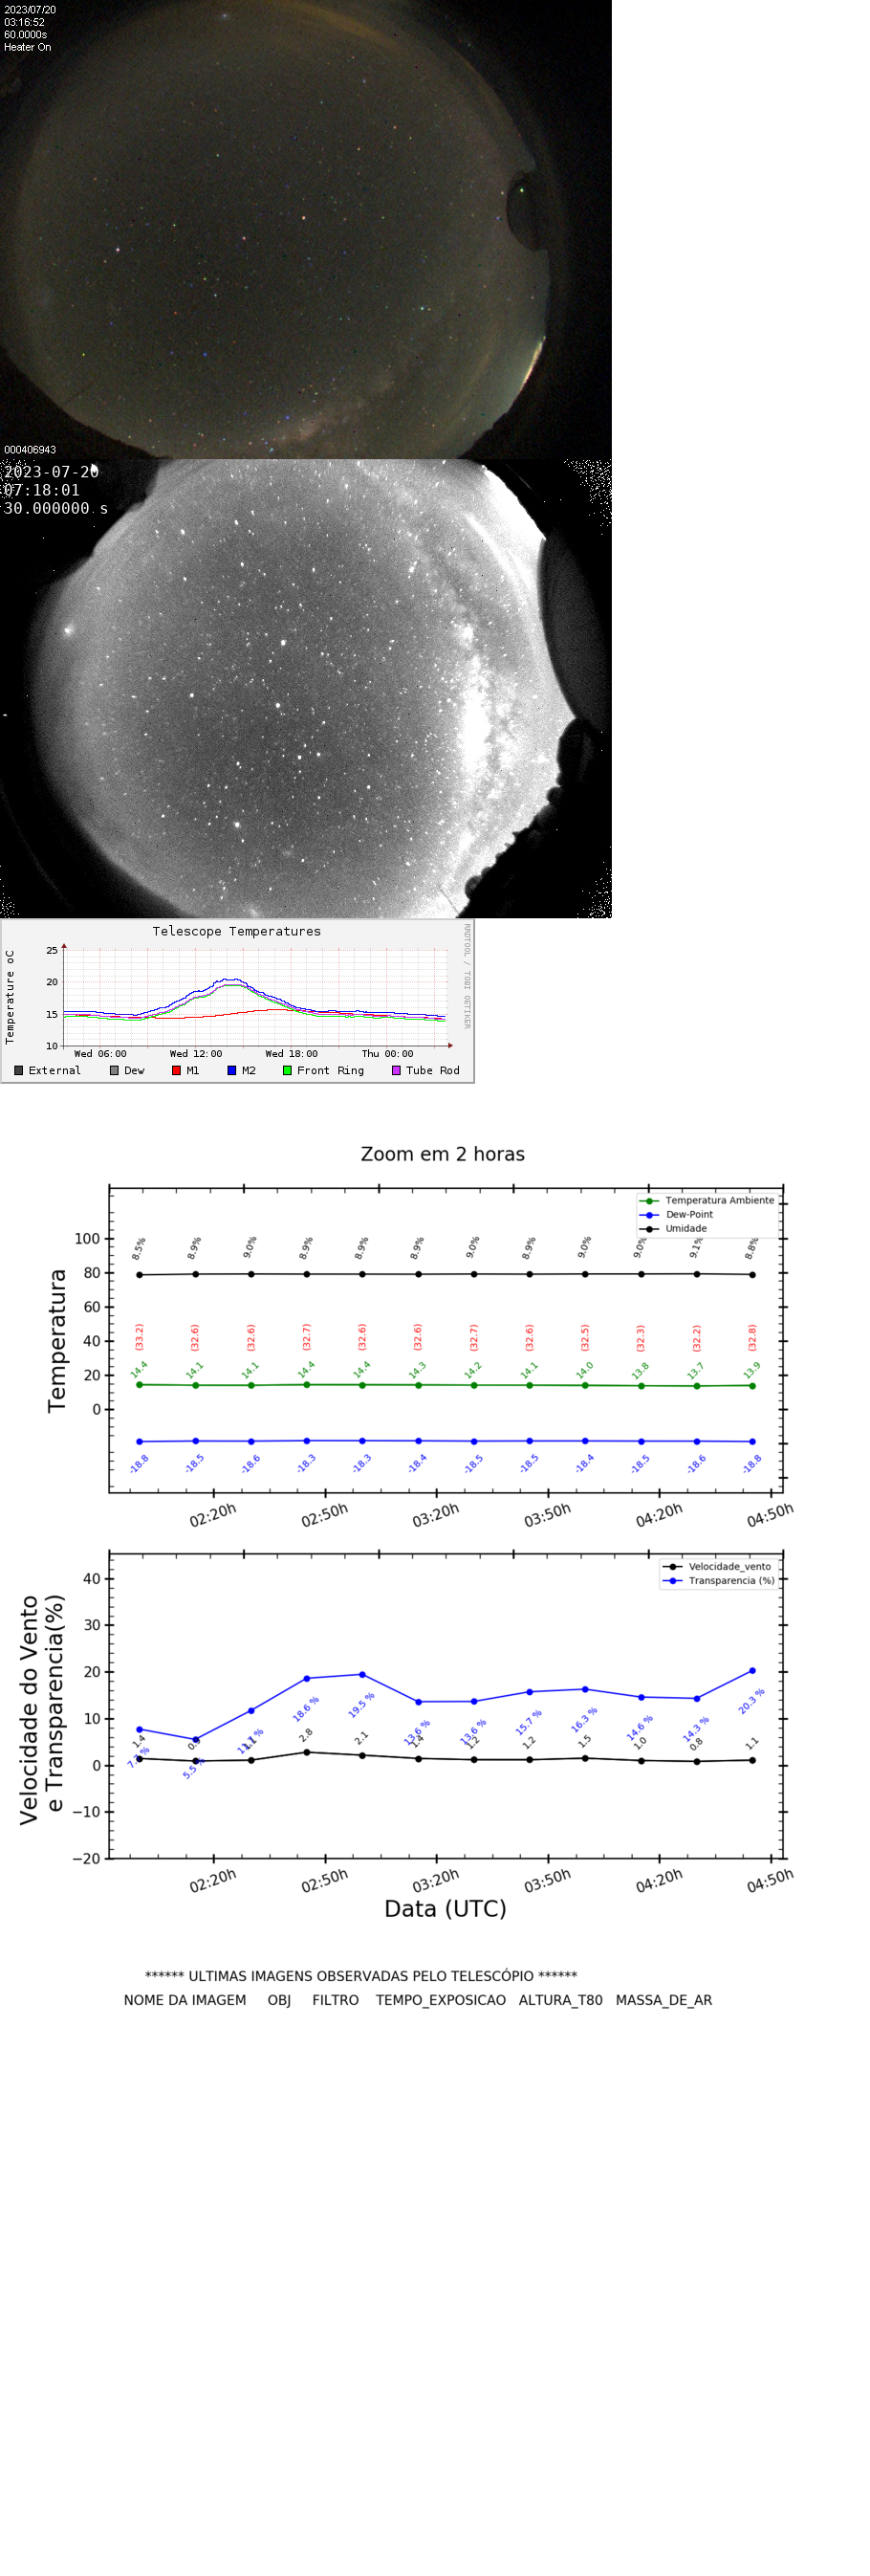 2023/07/20
03:16:52
60.0000s
Heater On
000406943
2023-07-20
07:18:01
30.000000 s
Telescope Temperatures
RRDTOOL / TOBI OETIKER
Temperature oC
25
20
15
10
Wed 06:00 Wed 12:00 Wed 18:00 Thu 00:00
External Dew M1 M2 Front Ring Tube Rod
Zoom em 2 horas
Temperatura Ambiente
Dew-Point
Umidade
Temperatura
100
80
60
40
20
0
8.5% 8.9% 9.0% 8.9% 8.9% 8.9% 9.0% 8.9% 9.0% 9.0% 9.1% 8.8%
(33.2) (32.6) (32.6) (32.7) (32.6) (32.6) (32.7) (32.6) (32.5) (32.3) (32.2) (32.8)
14.4 14.1 14.1 14.4 14.4 14.3 14.2 14.1 14.0 13.8 13.7 13.9
-18.8 -18.5 -18.6 -18.3 -18.3 -18.4 -18.5 -18.5 -18.4 -18.5 -18.6 -18.8
02:20h 02:50h 03:20h 03:50h 04:20h 04:50h
Velocidade_vento
Transparencia (%)
Velocidade do Vento
e Transparencia(%)
40
30
20
10
0
−10
−20
18.6 % 19.5 % 13.6 % 13.6 % 15.7 % 16.3 % 14.6 % 14.3 % 20.3 %
5.5 %
1.4 2.8 2.1 1.4 1.2 1.2 1.5 1.0 0.8 1.1
02:20h 02:50h 03:20h 03:50h 04:20h 04:50h
Data (UTC)
****** ULTIMAS IMAGENS OBSERVADAS PELO TELESCÓPIO ******
NOME DA IMAGEM OBJ FILTRO TEMPO_EXPOSICAO ALTURA_T80 MASSA_DE_AR